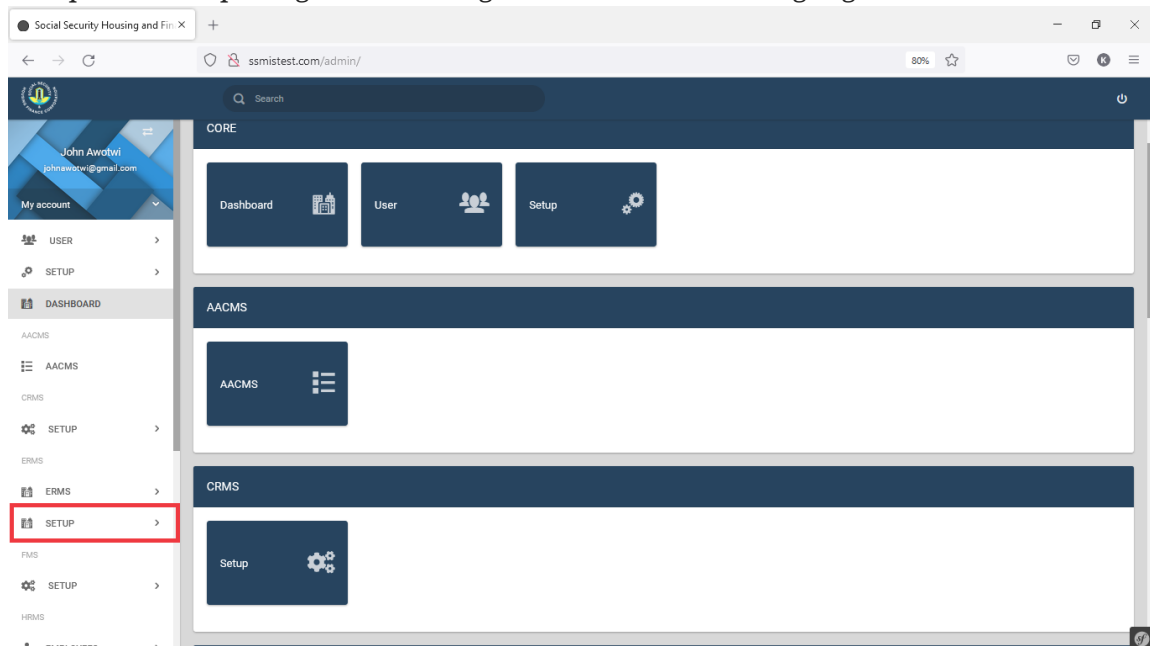 Social Security Housing and Fin
ssmistest.com/admin/
80%
K
Search
John Awotwi
johnawotwi@gmail.com
My account
USER
SETUP
DASHBOARD
AACMS
AACMS
CRMS
SETUP
ERMS
ERMS
SETUP
FMS
SETUP
HRMS
CORE
Dashboard
User
Setup
AACMS
AACMS
CRMS
Setup
sf